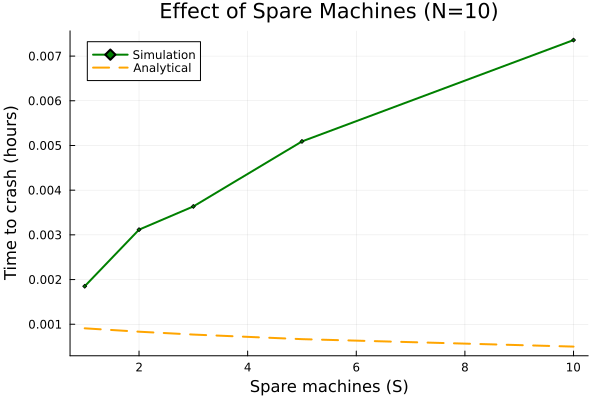 Effect of Spare Machines (N=10)
Simulation
Analytical
Time to crash (hours)
0.007
0.006
0.005
0.004
0.003
0.002
0.001
2
4
6
8
10
Spare machines (S)